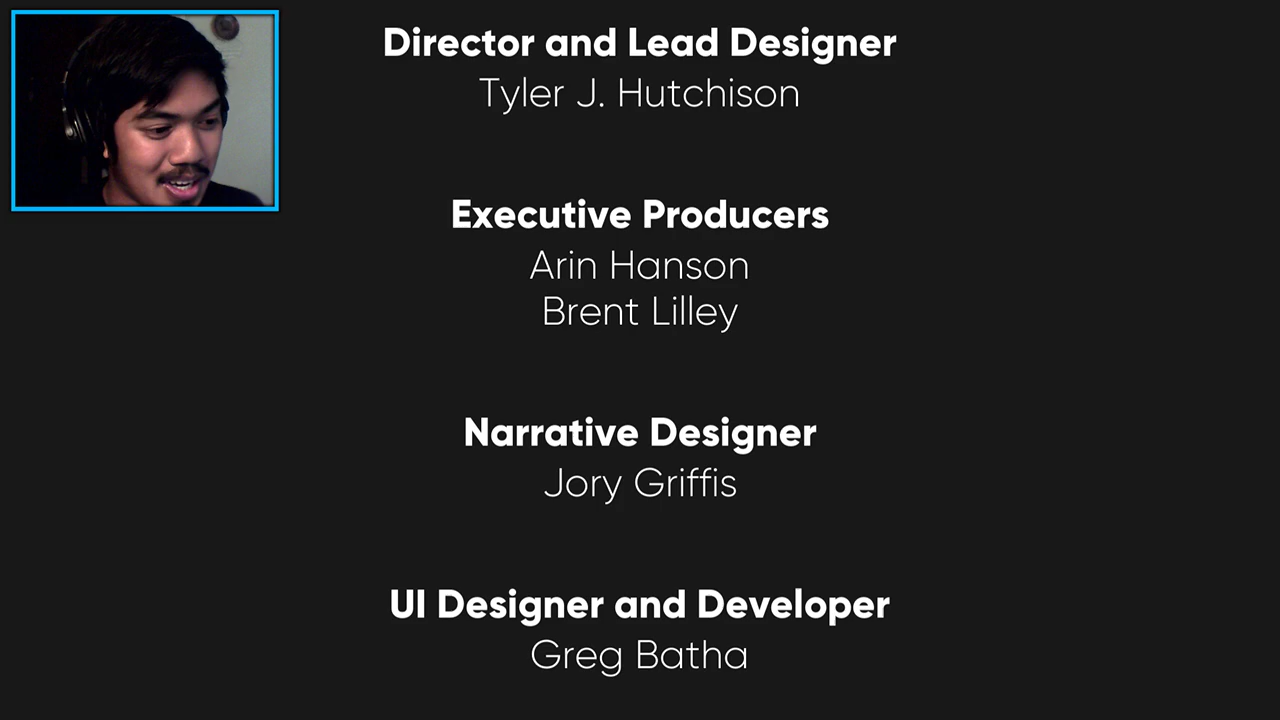 Director and Lead Designer
Tyler J. Hutchison
Executive Producers
Arin Hanson
Brent Lilley
Narrative Designer
Jory Griffis
UI Designer and Developer
Greg Batha